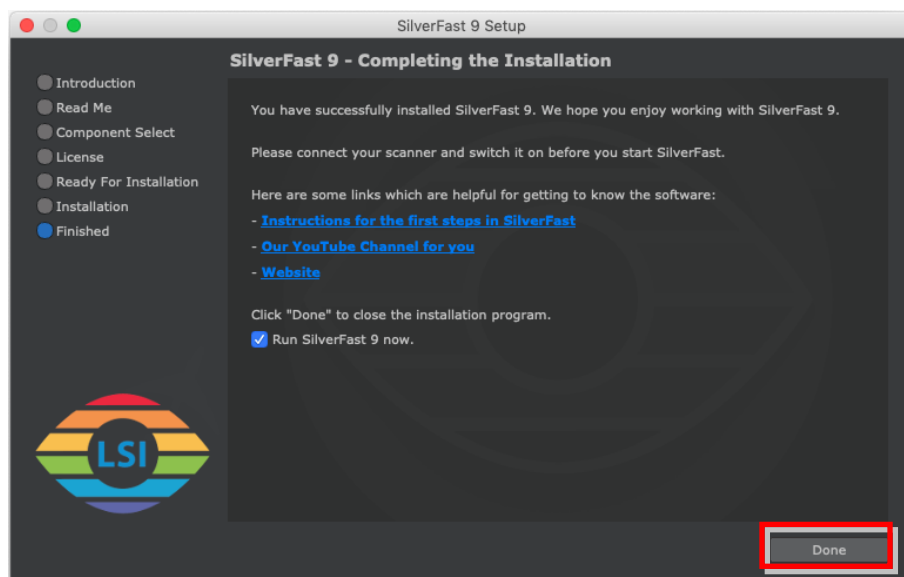 SilverFast 9 Setup
SilverFast 9 - Completing the Installation
Introduction
Read Me
Component Select
License
Ready For Installation
Installation
Finished
You have successfully installed SilverFast 9. We hope you enjoy working with SilverFast 9.
Please connect your scanner and switch it on before you start SilverFast.
Here are some links which are helpful for getting to know the software:
- Instructions for the first steps in SilverFast
- Our YouTube Channel for you
- Website
Click "Done" to close the installation program.
Run SilverFast 9 now.
LSI
Done